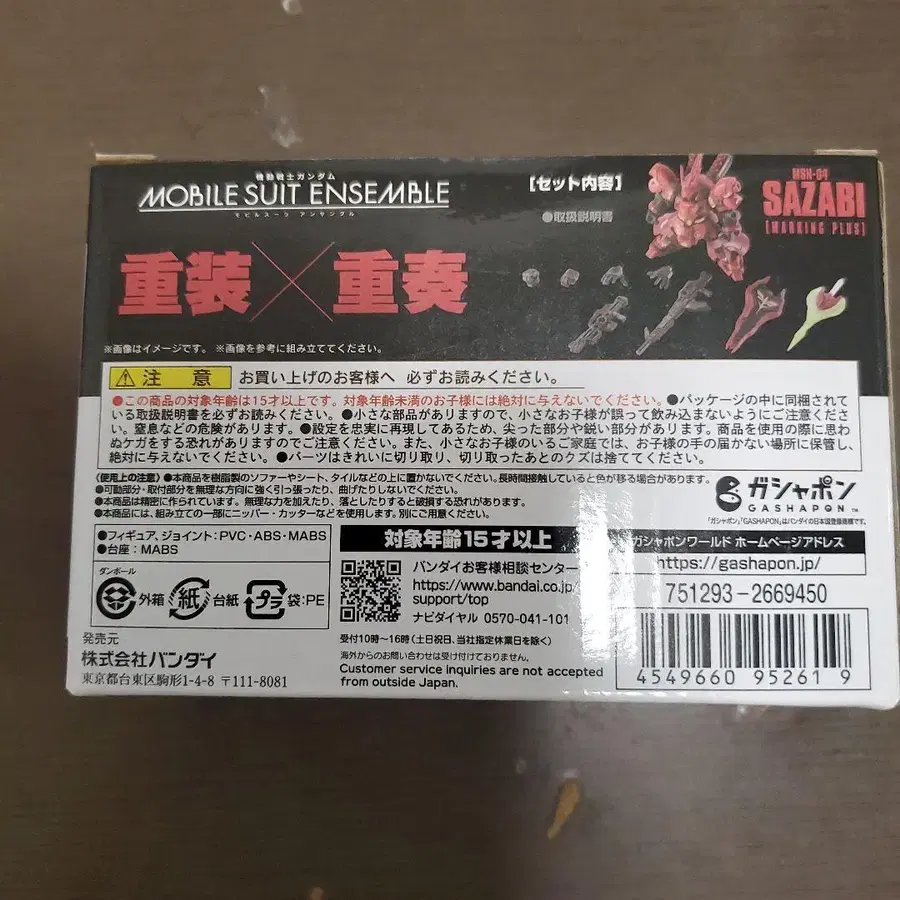 機動戦士ガンダム
MOBILE SUIT ENSEMBLE
モビルスーツ アンサンブル
重装×重奏
※画像はイメージです。 ※画像を参考に組み立ててください。
【セット内容】
●取扱説明書
MSN-04
SAZABI
[MARKING PLUS]
注 意 お買い上げのお客様へ 必ずお読みください。
●この商品の対象年齢は15才以上です。対象年齢未満のお子様には絶対に与えないでください。●パッケージの中に同梱されて
いる取扱説明書を必ずお読みください。●小さな部品がありますので、小さなお子様が誤って飲み込まないようにご注意くださ
い。窒息などの危険があります。●設定を忠実に再現してあるため、尖った部分や鋭い部分があります。商品を使用の際に思わ
ぬケガをする恐れがありますのでご注意ください。また、小さなお子様のいるご家庭では、お子様の手の届かない場所に保管し、
絶対に与えないでください。●パーツはきれいに切り取り、切り取ったあとのクズは捨ててください。
〈使用上の注意〉●本商品を樹脂製のソファーやシート、タイルなどの上に置かないでください。長時間接触していると色が移る場合があります。
●可動部分・取付部分を無理な方向に強く引っ張ったり、曲げたりしないでください。
●本商品は精密に作られています。無理な力を加えたり、落としたりすると破損する恐れがあります。
●本商品には、組み立ての一部にニッパー・カッターなどを使用します。別にご用意ください。
ガシャポン
GASHAPON™
「ガシャポン」「GASHAPON」はバンダイの日本国登録商標です。
●フィギュア、ジョイント:PVC・ABS・MABS
●台座:MABS
ダンボール
外箱 紙 台紙 プラ 袋:PE
発売元
株式会社バンダイ
東京都台東区駒形1-4-8 〒111-8081
対象年齢15才以上
バンダイお客様相談センター
https://www.bandai.co.jp/
support/top
ナビダイヤル 0570-041-101
受付10時～16時(土日祝日、当社指定休業日を除く)
海外からのお問い合わせは受け付けておりません。
Customer service inquiries are not accepted
from outside Japan.
ガシャポンワールド ホームページアドレス
https://gashapon.jp/
751293-2669450
4549660 95261 9